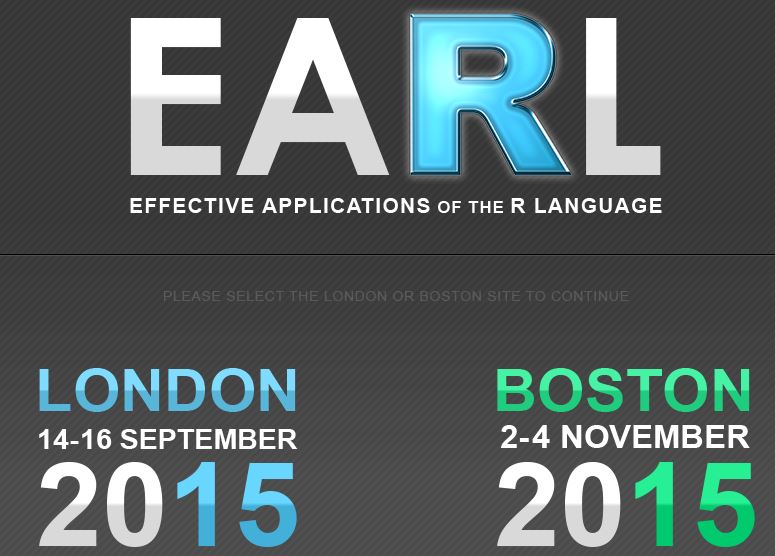 EARL
EFFECTIVE APPLICATIONS OF THE R LANGUAGE
PLEASE SELECT THE LONDON OR BOSTON SITE TO CONTINUE
LONDON
14-16 SEPTEMBER
2015
BOSTON
2-4 NOVEMBER
2015